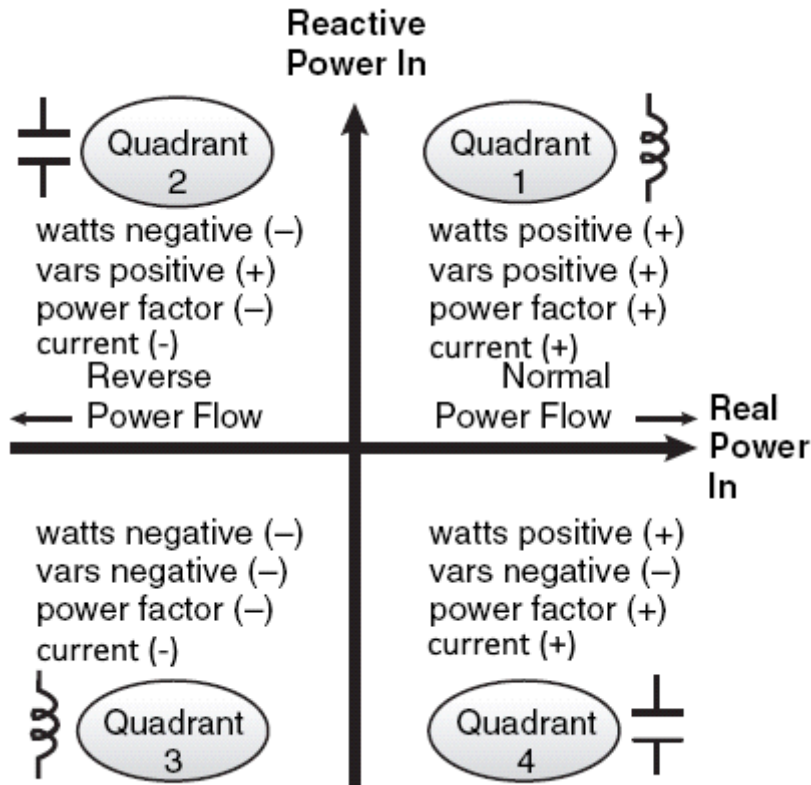 Reactive
Power In
Quadrant
2
watts negative (–)
vars positive (+)
power factor (–)
current (-)
Reverse
Power Flow
Quadrant
1
watts positive (+)
vars positive (+)
power factor (+)
current (+)
Normal
Power Flow
Real
Power
In
watts negative (–)
vars negative (–)
power factor (–)
current (-)
Quadrant
3
watts positive (+)
vars negative (–)
power factor (+)
current (+)
Quadrant
4